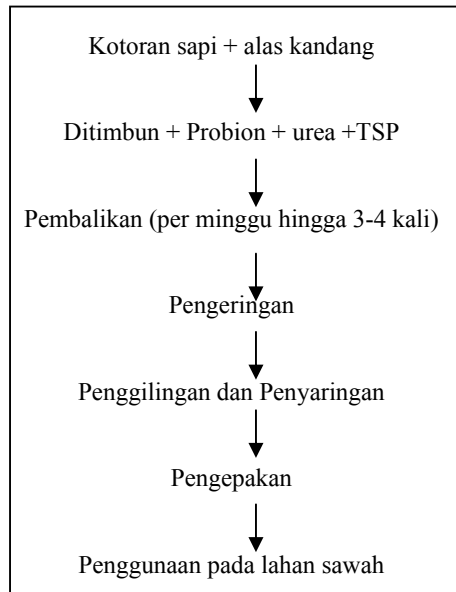 Kotoran sapi + alas kandang
Ditimbun + Probion + urea +TSP
Pembalikan (per minggu hingga 3-4 kali)
Pengeringan
Penggilingan dan Penyaringan
Pengepakan
Penggunaan pada lahan sawah